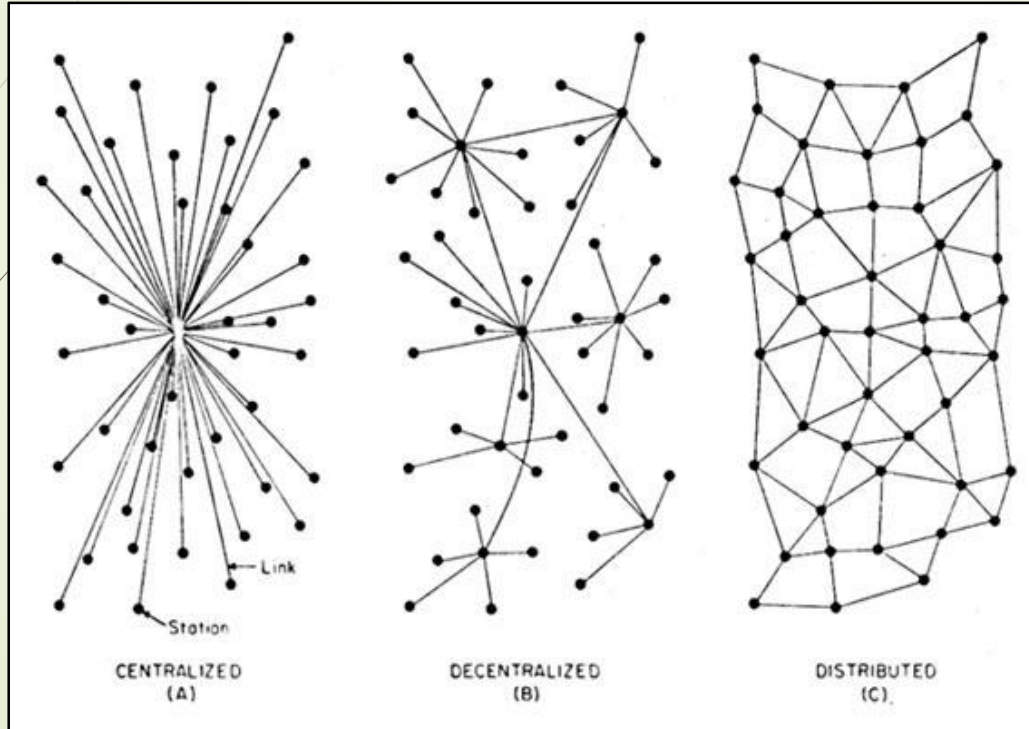 Link
Station
CENTRALIZED
(A)
DECENTRALIZED
(B)
DISTRIBUTED
(C).